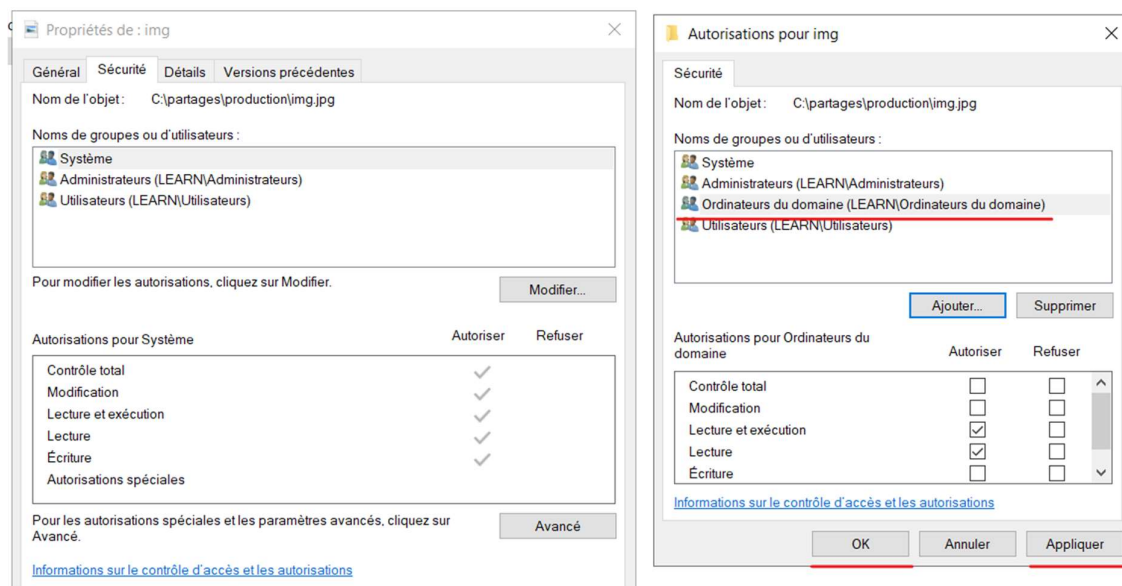 Propriétés de : img
Général Sécurité Détails Versions précédentes
Nom de l'objet : C:\partages\production\img.jpg
Noms de groupes ou d'utilisateurs :
Système
Administrateurs (LEARN\Administrateurs)
Utilisateurs (LEARN\Utilisateurs)
Pour modifier les autorisations, cliquez sur Modifier.
Modifier...
Autorisations pour Système Autoriser Refuser
Contrôle total
Modification
Lecture et exécution
Lecture
Écriture
Autorisations spéciales
Pour les autorisations spéciales et les paramètres avancés, cliquez sur
Avancé.
Avancé
Informations sur le contrôle d'accès et les autorisations
Autorisations pour img
Sécurité
Nom de l'objet : C:\partages\production\img.jpg
Noms de groupes ou d'utilisateurs :
Système
Administrateurs (LEARN\Administrateurs)
Ordinateurs du domaine (LEARN\Ordinateurs du domaine)
Utilisateurs (LEARN\Utilisateurs)
Ajouter... Supprimer
Autorisations pour Ordinateurs du
domaine Autoriser Refuser
Contrôle total
Modification
Lecture et exécution
Lecture
Écriture
Informations sur le contrôle d'accès et les autorisations
OK Annuler Appliquer